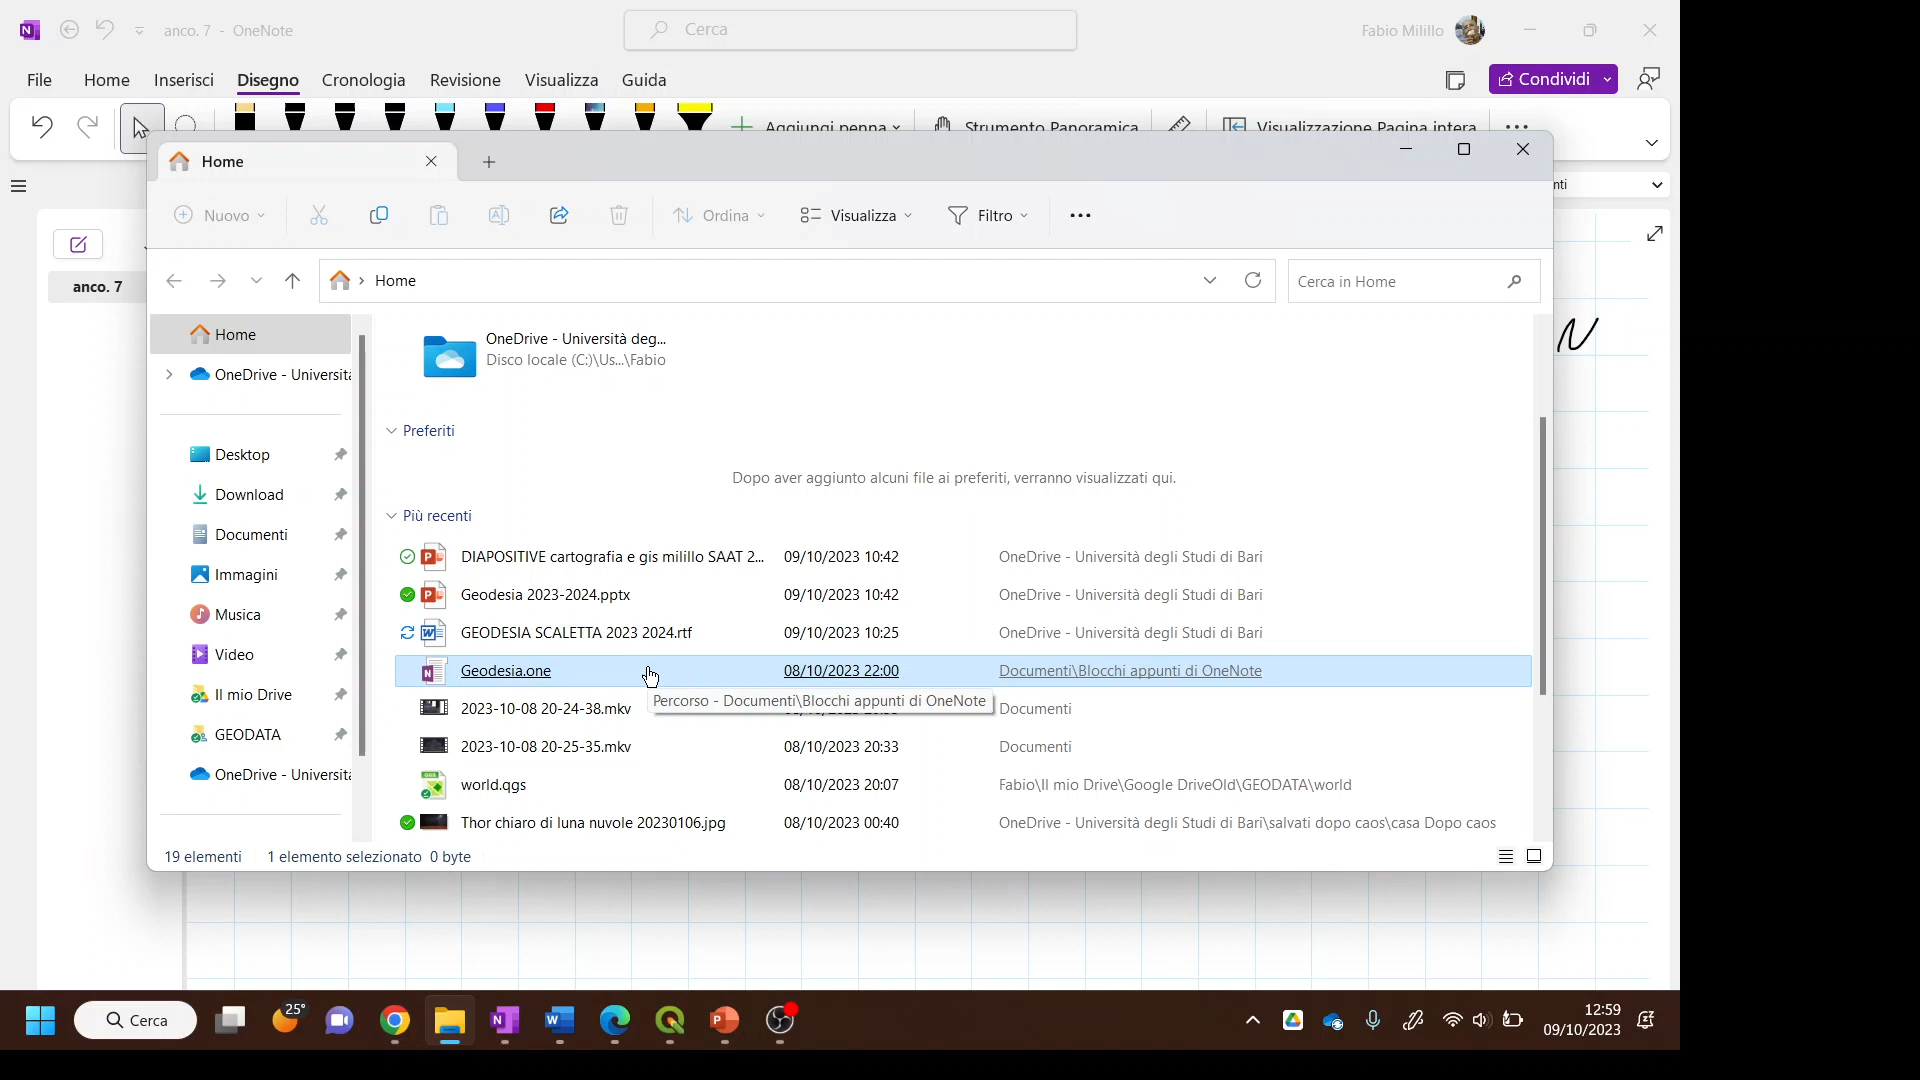 anco. 7 - OneNote
Cerca
Fabio Milillo
File Home Inserisci Disegno Cronologia Revisione Visualizza Guida
Condividi
Aggiungi penna
Strumento Panoramica
Visualizzazione Pagina intera
Home
nti
Nuovo
Ordina
Visualizza
Filtro
anco. 7
Home
Cerca in Home
N
Home
OneDrive - Universita
Desktop
Download
Documenti
Immagini
Musica
Video
Il mio Drive
GEODATA
OneDrive - Universita
OneDrive - Università deg...
Disco locale (C:)\Us...\Fabio
Preferiti
Dopo aver aggiunto alcuni file ai preferiti, verranno visualizzati qui.
Più recenti
DIAPOSITIVE cartografia e gis milillo SAAT 2... 09/10/2023 10:42 OneDrive - Università degli Studi di Bari
Geodesia 2023-2024.pptx 09/10/2023 10:42 OneDrive - Università degli Studi di Bari
GEODESIA SCALETTA 2023 2024.rtf 09/10/2023 10:25 OneDrive - Università degli Studi di Bari
Geodesia.one 08/10/2023 22:00 Documenti\Blocchi appunti di OneNote
Percorso - Documenti\Blocchi appunti di OneNote
2023-10-08 20-24-38.mkv Documenti
2023-10-08 20-25-35.mkv 08/10/2023 20:33 Documenti
world.qgs 08/10/2023 20:07 Fabio\Il mio Drive\Google DriveOld\GEODATA\world
Thor chiaro di luna nuvole 20230106.jpg 08/10/2023 00:40 OneDrive - Università degli Studi di Bari\salvati dopo caos\casa Dopo caos
19 elementi 1 elemento selezionato 0 byte
Cerca
25°
12:59
09/10/2023